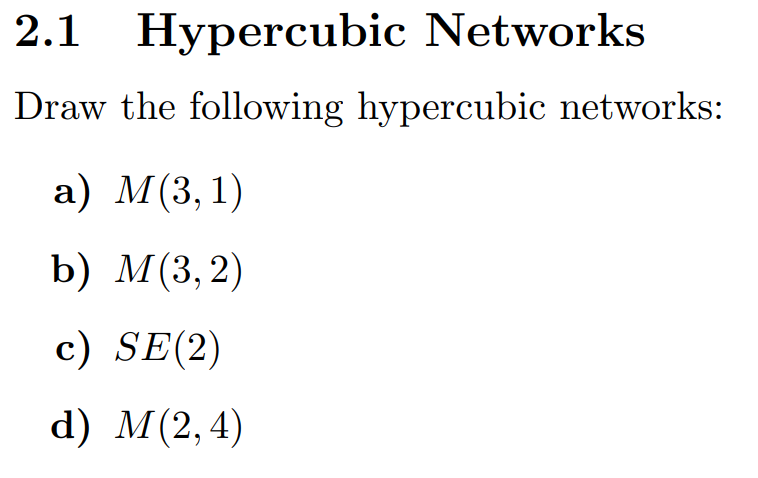 2.1 Hypercubic Networks
Draw the following hypercubic networks:
a) M(3, 1)
b) M(3, 2)
c) SE(2)
d) M(2, 4)